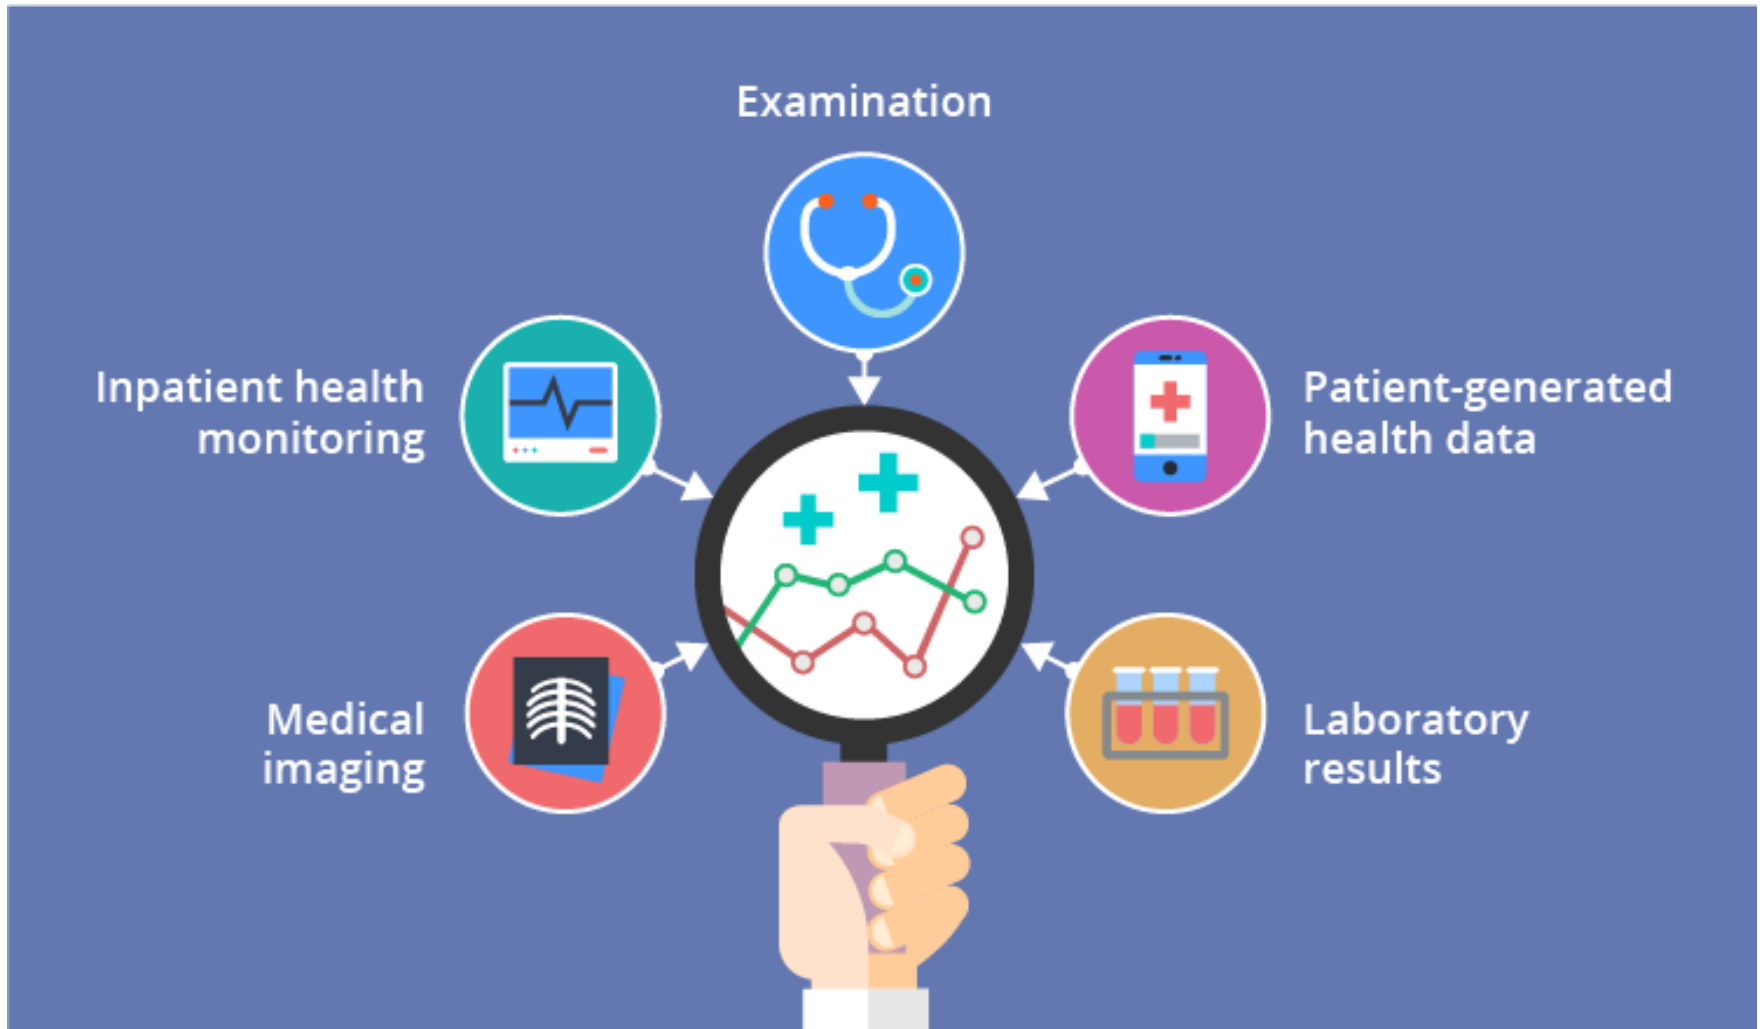 Examination
Inpatient health
monitoring
Patient-generated
health data
Medical
imaging
Laboratory
results